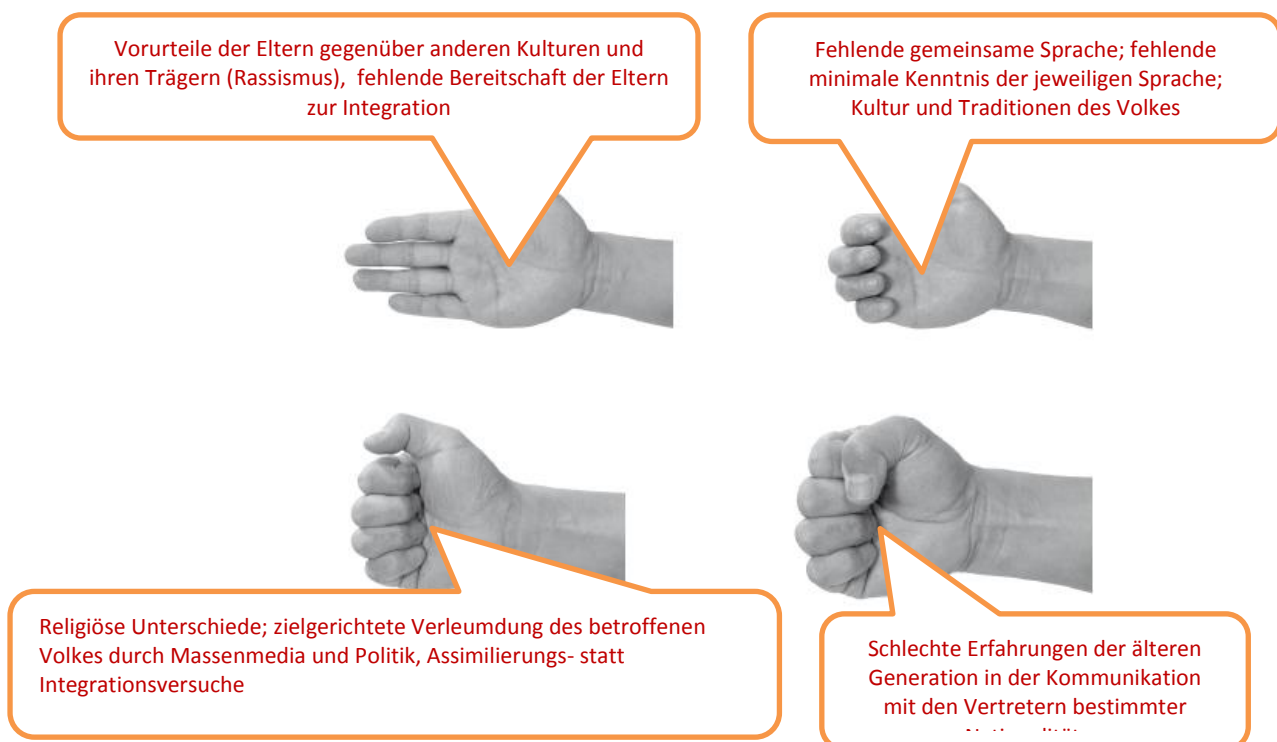 Vorurteile der Eltern gegenüber anderen Kulturen und
ihren Trägern (Rassismus), fehlende Bereitschaft der Eltern
zur Integration
Fehlende gemeinsame Sprache; fehlende
minimale Kenntnis der jeweiligen Sprache;
Kultur und Traditionen des Volkes
Religiöse Unterschiede; zielgerichtete Verleumdung des betroffenen
Volkes durch Massenmedia und Politik, Assimilierungs- statt
Integrationsversuche
Schlechte Erfahrungen der älteren
Generation in der Kommunikation
mit den Vertretern bestimmter